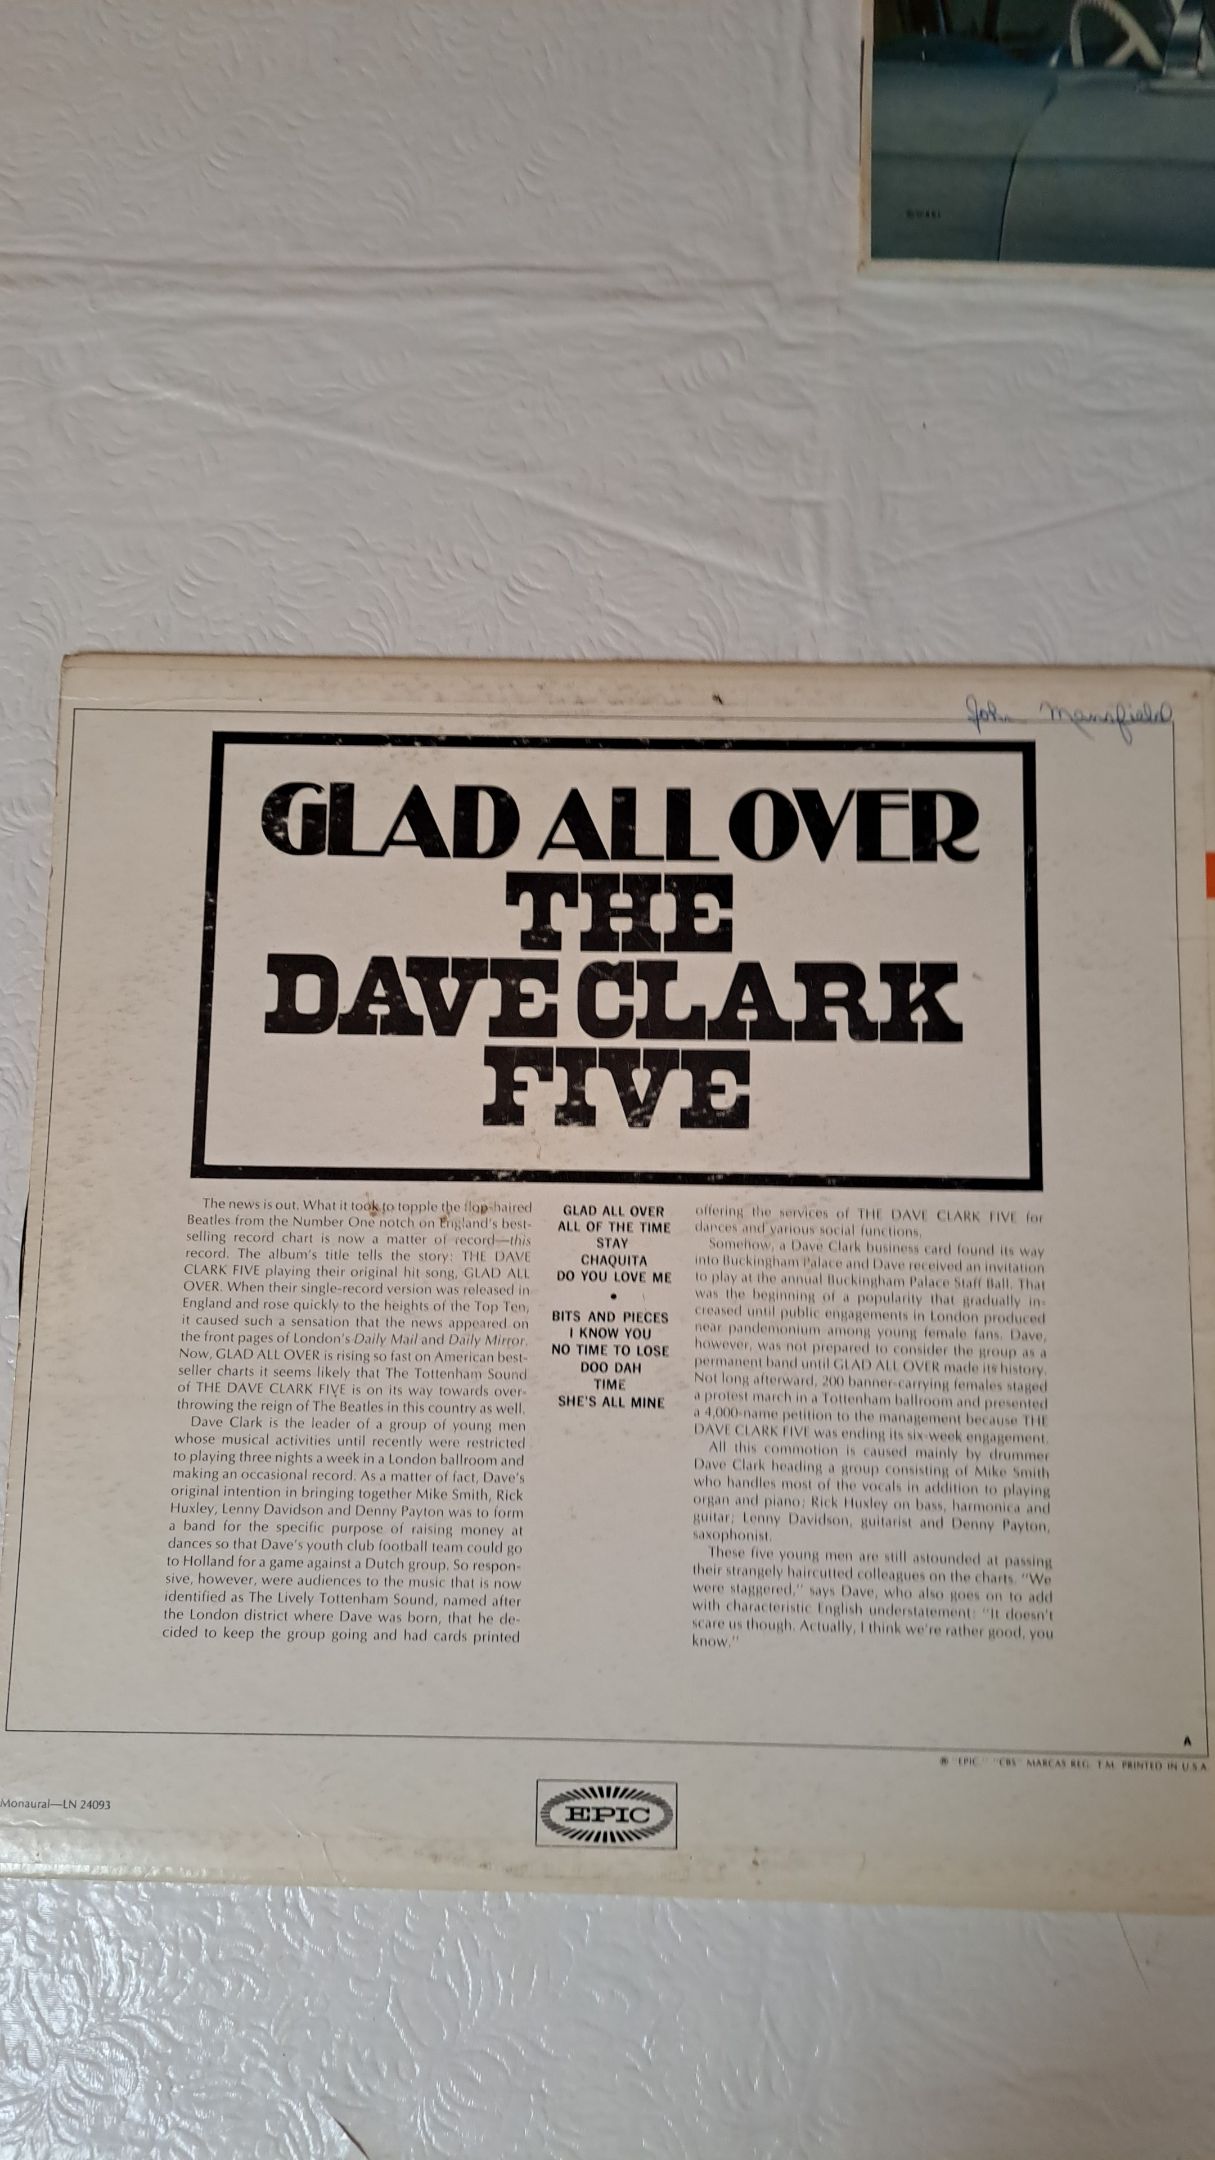 John Mansfield
GLAD ALL OVER
THE
DAVE CLARK
FIVE
The news is out. What it took to topple the flop-haired
Beatles from the Number One notch on England's best-
selling record chart is now a matter of record—this
record. The album's title tells the story: THE DAVE
CLARK FIVE playing their original hit song, GLAD ALL
OVER. When their single-record version was released in
England and rose quickly to the heights of the Top Ten,
it caused such a sensation that the news appeared on
the front pages of London's Daily Mail and Daily Mirror.
Now, GLAD ALL OVER is rising so fast on American best-
seller charts it seems likely that The Tottenham Sound
of THE DAVE CLARK FIVE is on its way towards over-
throwing the reign of The Beatles in this country as well.
Dave Clark is the leader of a group of young men
whose musical activities until recently were restricted
to playing three nights a week in a London ballroom and
making an occasional record. As a matter of fact, Dave's
original intention in bringing together Mike Smith, Rick
Huxley, Lenny Davidson and Denny Payton was to form
a band for the specific purpose of raising money at
dances so that Dave's youth club football team could go
to Holland for a game against a Dutch group. So respon-
sive, however, were audiences to the music that is now
identified as The Lively Tottenham Sound, named after
the London district where Dave was born, that he de-
cided to keep the group going and had cards printed
GLAD ALL OVER
ALL OF THE TIME
STAY
CHAQUITA
DO YOU LOVE ME
•
BITS AND PIECES
I KNOW YOU
NO TIME TO LOSE
DOO DAH
TIME
SHE'S ALL MINE
offering the services of THE DAVE CLARK FIVE for
dances and various social functions.
Somehow, a Dave Clark business card found its way
into Buckingham Palace and Dave received an invitation
to play at the annual Buckingham Palace Staff Ball. That
was the beginning of a popularity that gradually in-
creased until public engagements in London produced
near pandemonium among young female fans. Dave,
however, was not prepared to consider the group as a
permanent band until GLAD ALL OVER made its history.
Not long afterward, 200 banner-carrying females staged
a protest march in a Tottenham ballroom and presented
a 4,000-name petition to the management because THE
DAVE CLARK FIVE was ending its six-week engagement.
All this commotion is caused mainly by drummer
Dave Clark heading a group consisting of Mike Smith
who handles most of the vocals in addition to playing
organ and piano; Rick Huxley on bass, harmonica and
guitar; Lenny Davidson, guitarist and Denny Payton,
saxophonist.
These five young men are still astounded at passing
their strangely haircutted colleagues on the charts. "We
were staggered," says Dave, who also goes on to add
with characteristic English understatement: "It doesn't
scare us though. Actually, I think we're rather good, you
know."
A
® "EPIC," "CBS" MARCAS REG. T.M. PRINTED IN U.S.A.
Monaural—LN 24093
EPIC